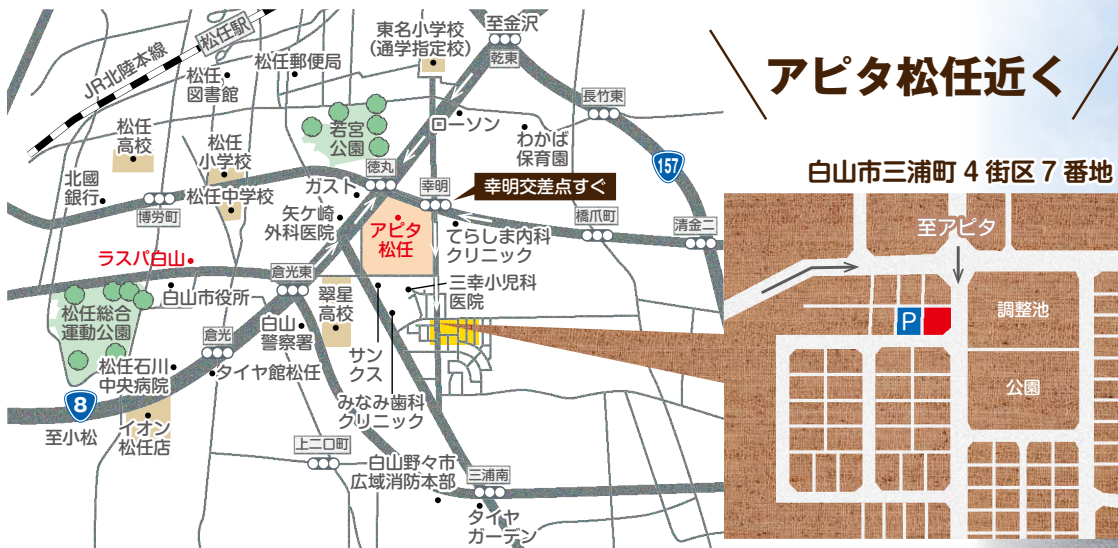 アピタ松任近く
白山市三浦町 4 街区 7 番地
至金沢
東名小学校
(通学指定校)
乾東
松任駅
JR北陸本線
松任
図書館
松任郵便局
長竹東
ローソン
わかば
保育園
157
若宮
公園
松任
高校
松任
小学校
徳丸
幸明
幸明交差点すぐ
ガスト
北國
銀行
松任中学校
博労町
矢ケ崎
外科医院
アピタ
松任
橋爪町
清金二
てらしま内科
クリニック
ラスパ白山
倉光東
白山市役所
翠星
高校
三幸小児科
医院
松任総合
運動公園
倉光
白山
警察署
サン
クス
松任石川
中央病院
タイヤ館松任
みなみ歯科
クリニック
8
至小松
イオン
松任店
上二口町
白山野々市
広域消防本部
三浦南
タイヤ
ガーデン
至アピタ
P
調整池
公園